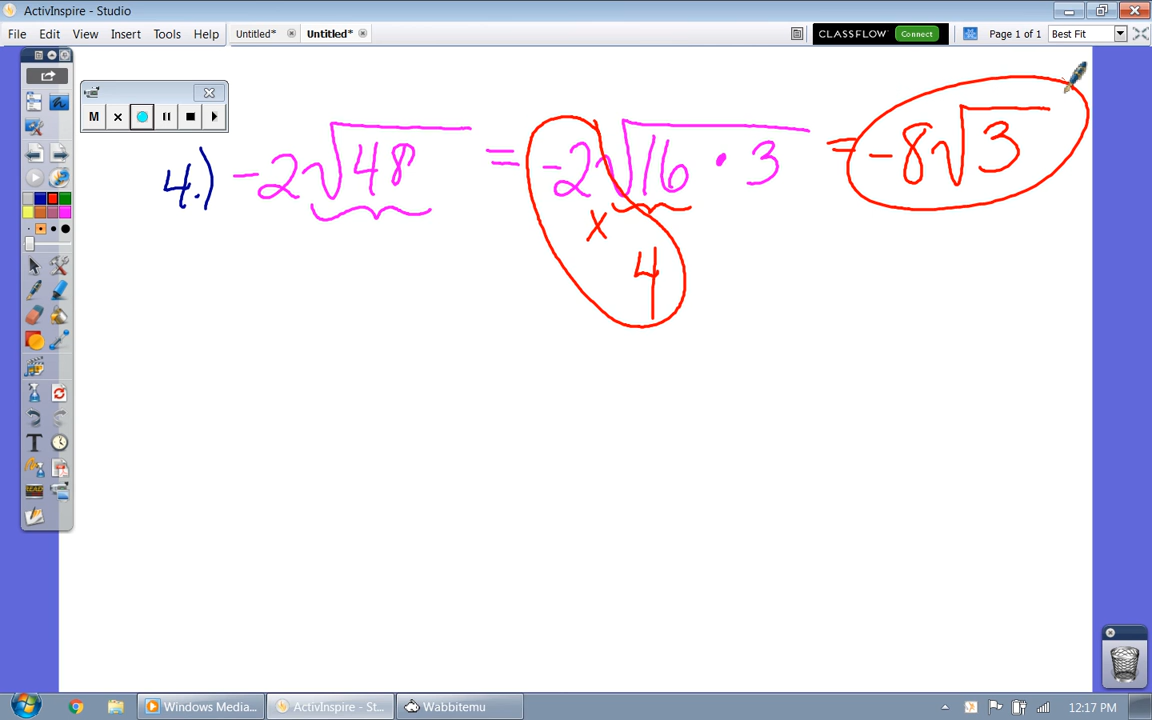 ActivInspire - Studio
File Edit View Insert Tools Help Untitled* Untitled* CLASSFLOW Connect Page 1 of 1 Best Fit
M
4.) -2√48 = -2√16 · 3 = -8√3
x
4
T
Windows Media... ActivInspire - St... Wabbitemu 12:17 PM